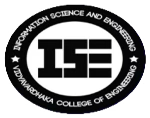 INFORMATION SCIENCE AND ENGINEERING
ISE
VIDYAVARDHAKA COLLEGE OF ENGINEERING